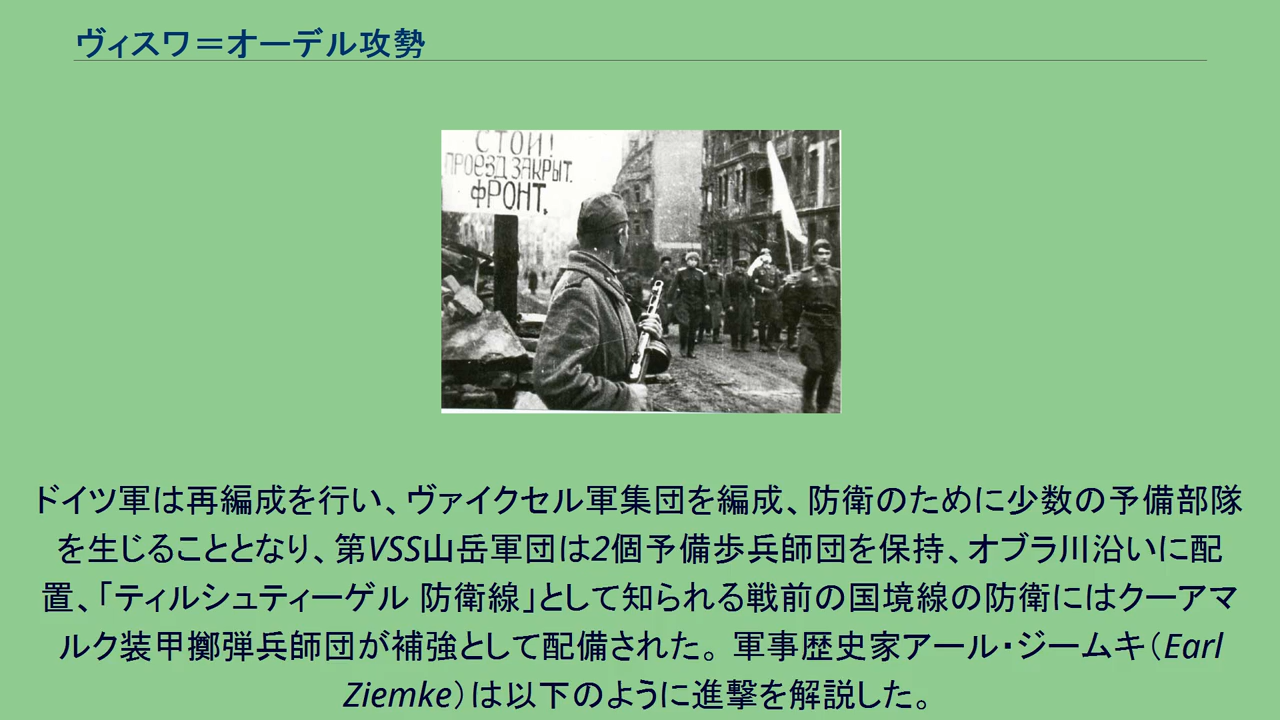 ヴィスワ＝オーデル攻勢
СТОЙ!
ПРОЕЗД ЗАКРЫТ.
ФРОНТ.
ドイツ軍は再編成を行い、ヴァイクセル軍集団を編成、防衛のために少数の予備部隊
を生じることとなり、第VSS山岳軍団は2個予備歩兵師団を保持、オブラ川沿いに配
置、「ティルシュティーゲル 防衛線」として知られる戦前の国境線の防衛にはクーアマ
ルク装甲擲弾兵師団が補強として配備された。 軍事歴史家アール・ジームキ（Earl
Ziemke）は以下のように進撃を解説した。